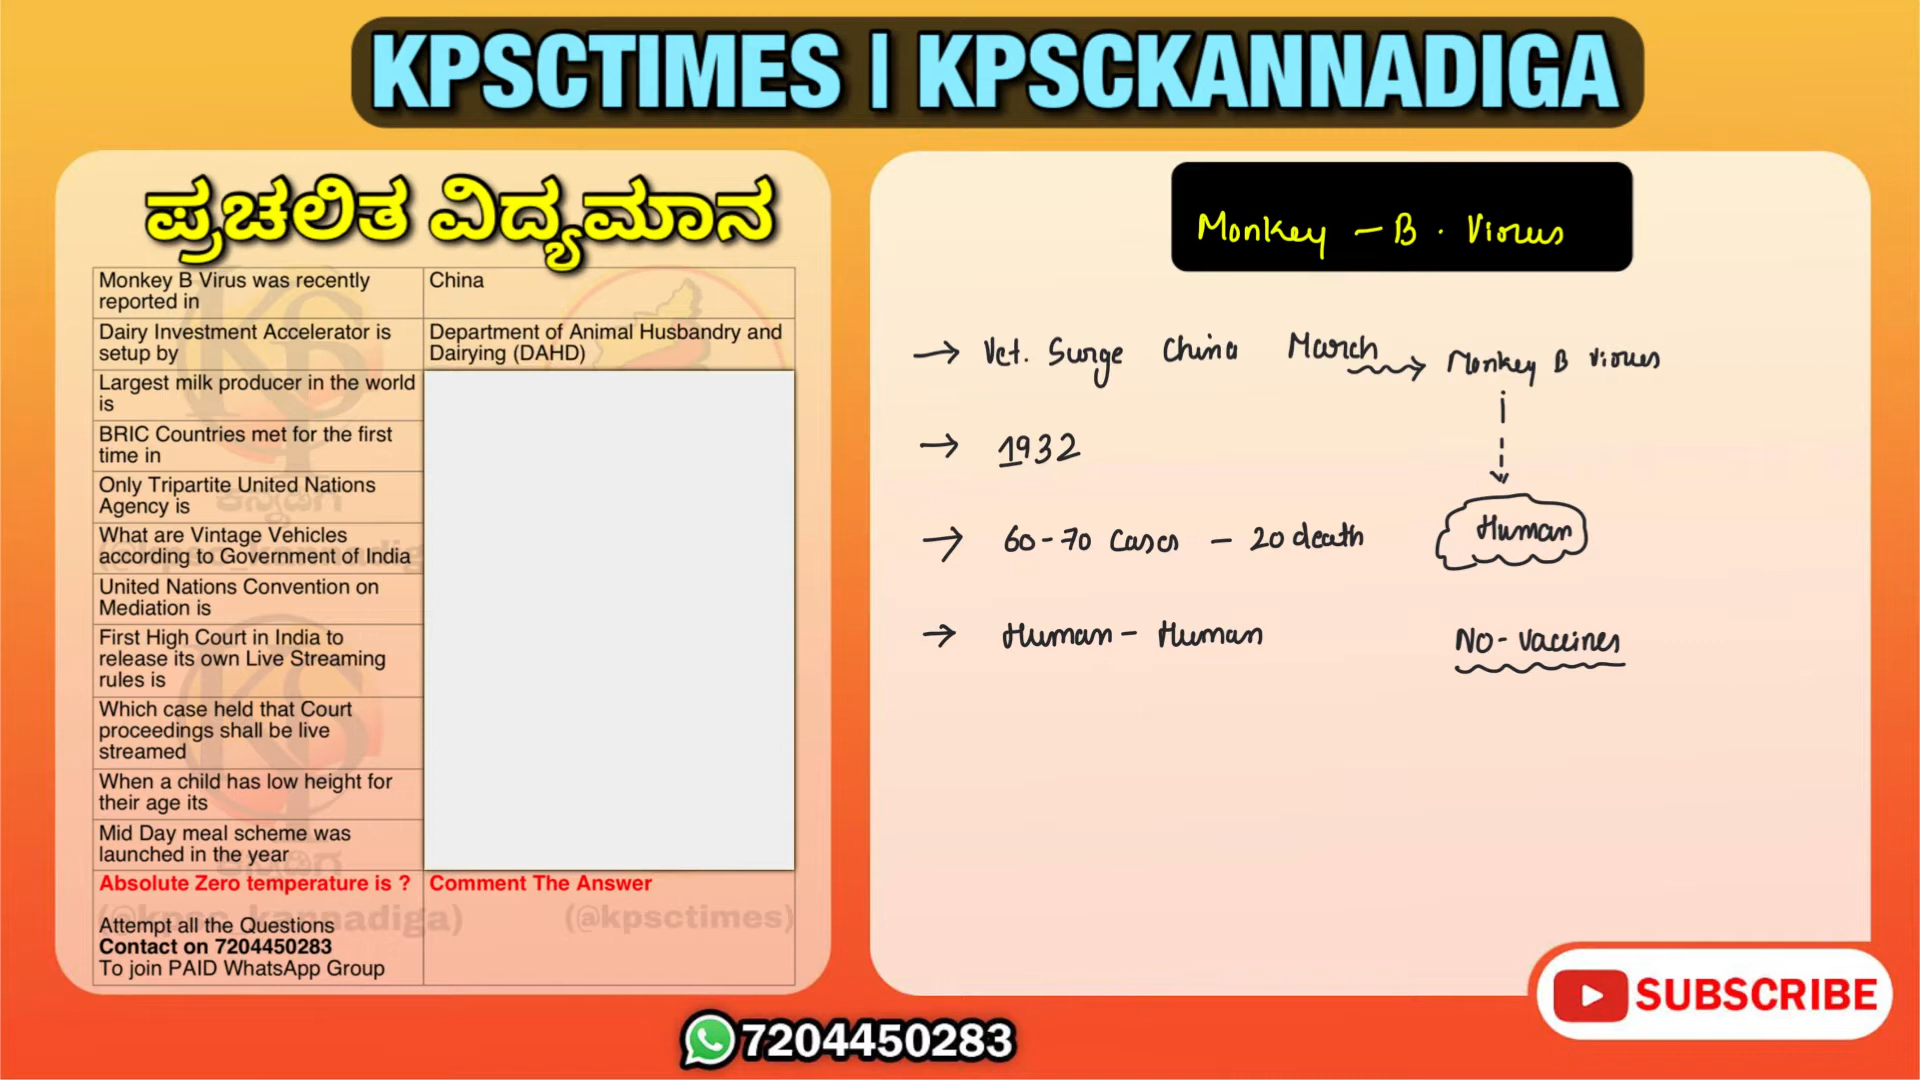 KPSCTIMES | KPSCKANNADIGA
ಪ್ರಚಲಿತ ವಿದ್ಯಮಾನ
Monkey B Virus was recently
reported in
China
Dairy Investment Accelerator is
setup by
Department of Animal Husbandry and
Dairying (DAHD)
Largest milk producer in the world
is
BRIC Countries met for the first
time in
Only Tripartite United Nations
Agency is
What are Vintage Vehicles
according to Government of India
United Nations Convention on
Mediation is
First High Court in India to
release its own Live Streaming
rules is
Which case held that Court
proceedings shall be live
streamed
When a child has low height for
their age its
Mid Day meal scheme was
launched in the year
Absolute Zero temperature is ?
Comment The Answer
(@kpsc_kannadiga)
(@kpsctimes)
Attempt all the Questions
Contact on 7204450283
To join PAID WhatsApp Group
Monkey - B. Virus
→ Vet. Surge China March → Monkey B Virus
→ 1932
→ 60-70 Cases - 20 death
Human
→ Human - Human
No-Vaccines
SUBSCRIBE
7204450283